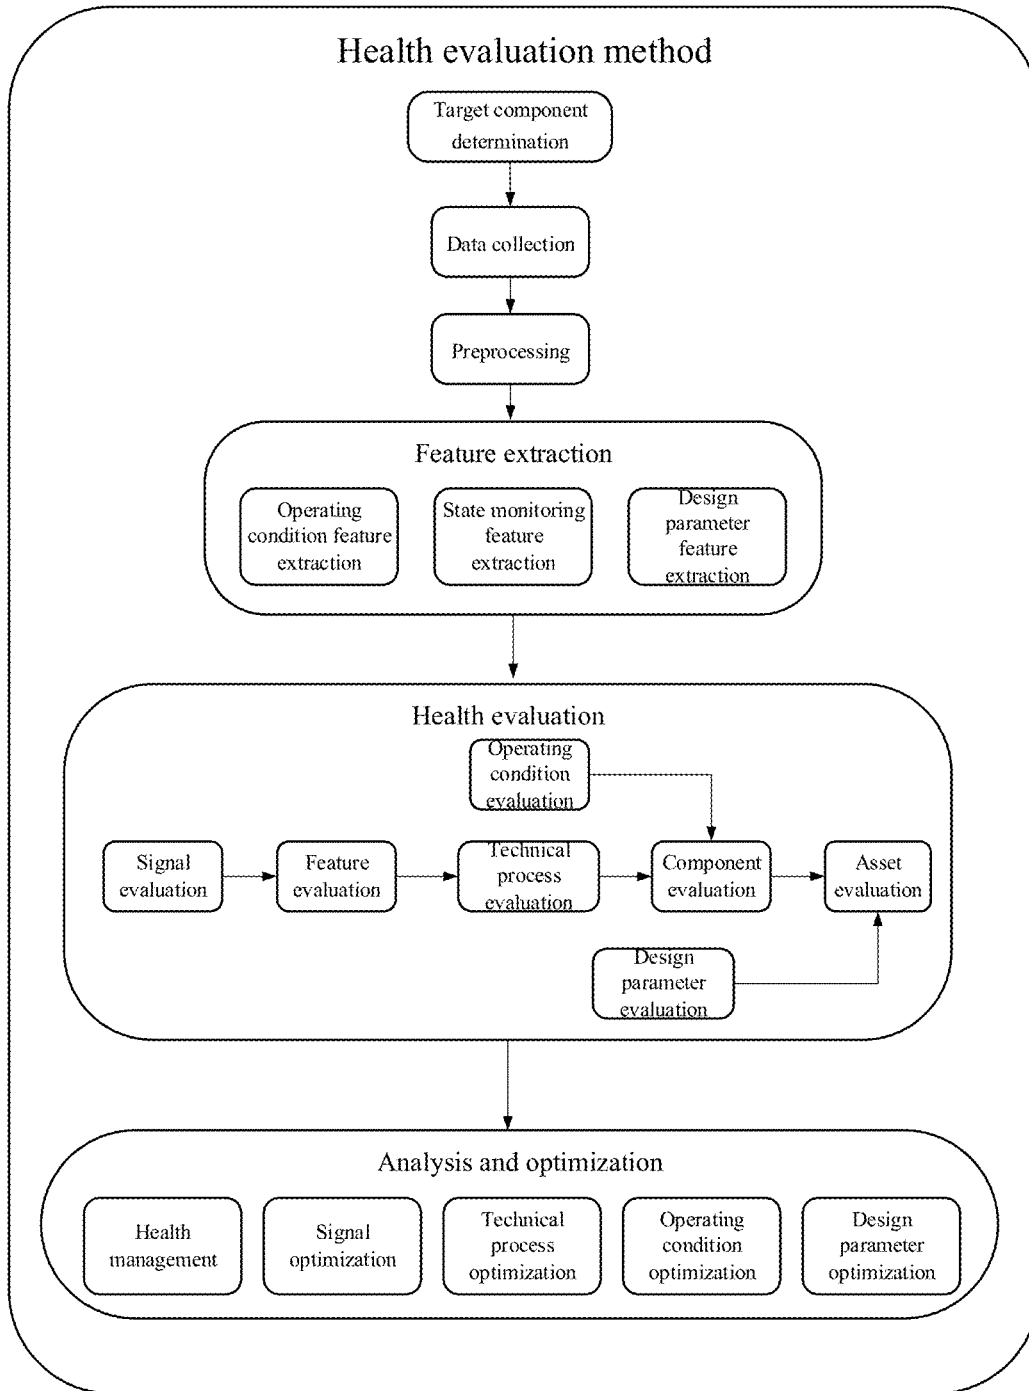 Health evaluation method
Target component
determination
Data collection
Preprocessing
Feature extraction
Operating
condition feature
extraction
State monitoring
feature
extraction
Design
parameter
feature
extraction
Health evaluation
Operating
condition
evaluation
Signal
evaluation
Feature
evaluation
Technical
process
evaluation
Component
evaluation
Asset
evaluation
Design
parameter
evaluation
Analysis and optimization
Health
management
Signal
optimization
Technical
process
optimization
Operating
condition
optimization
Design
parameter
optimization